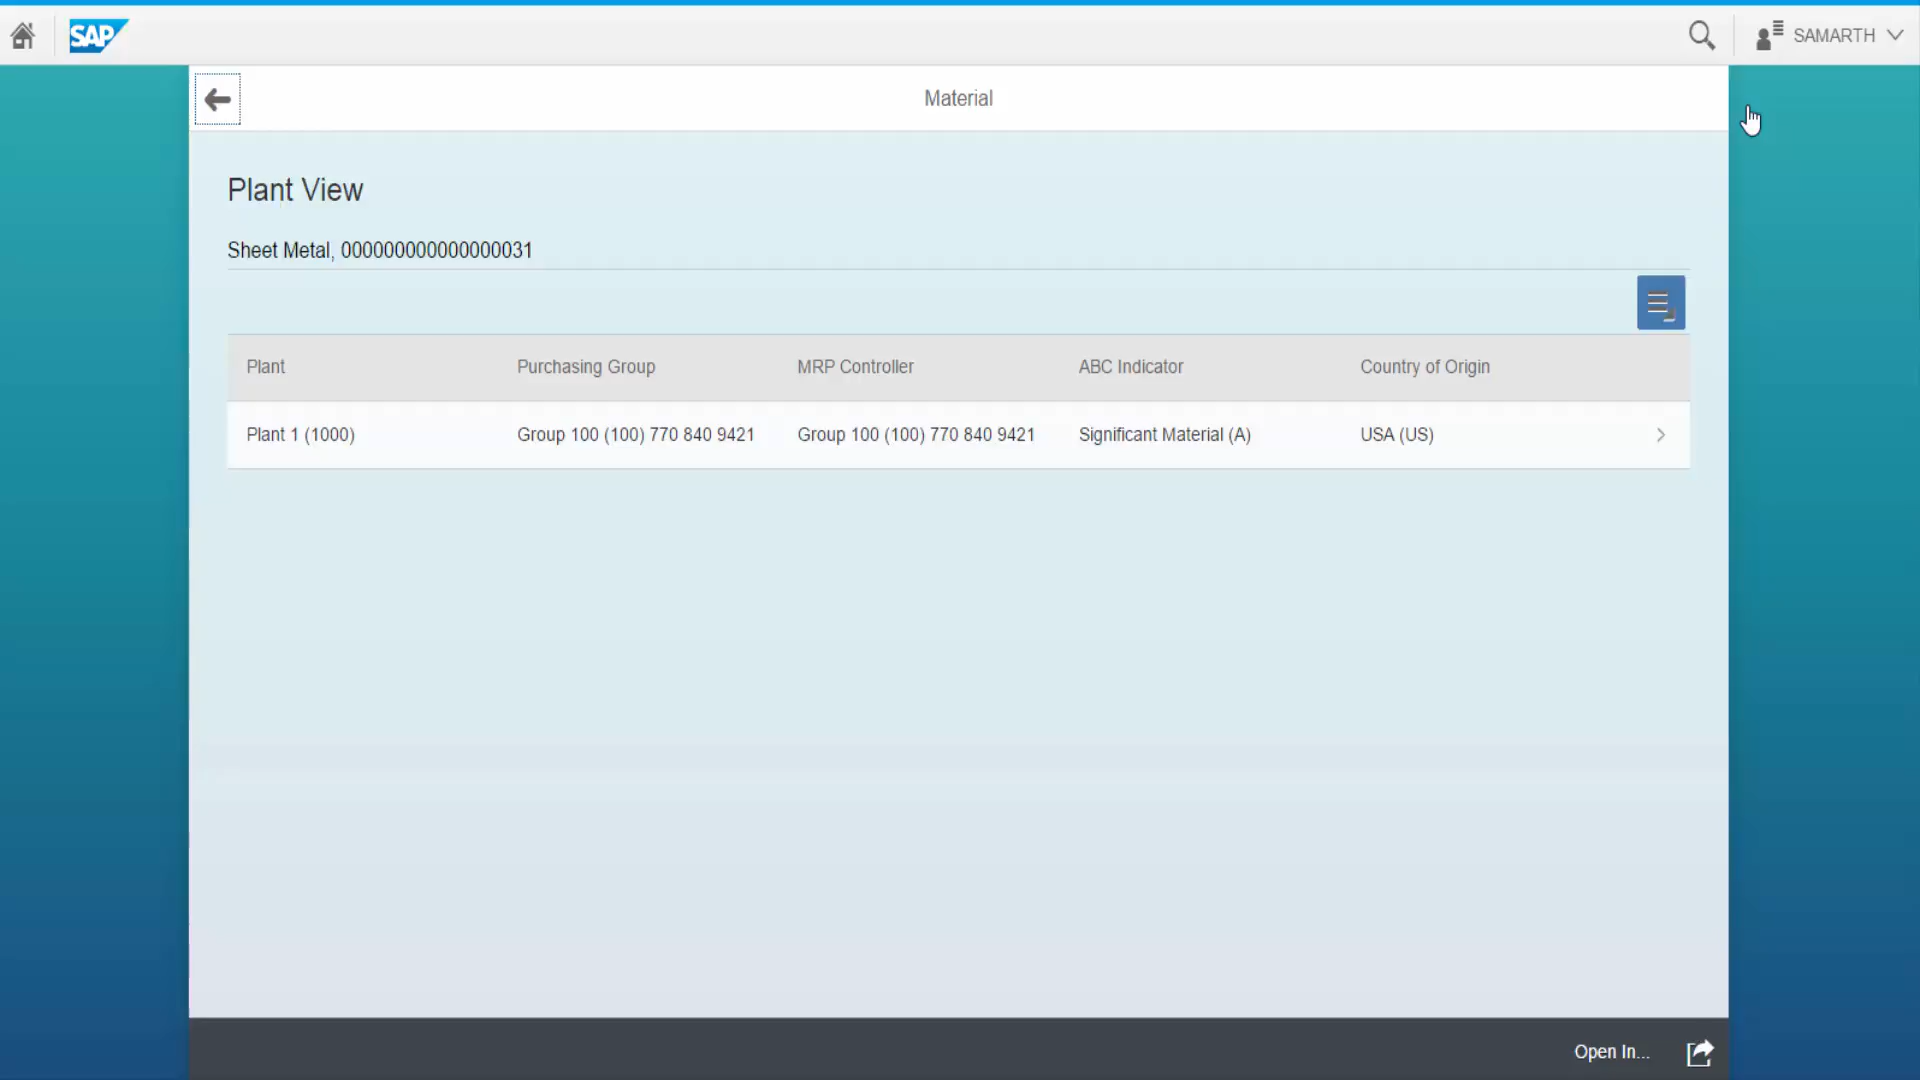 SAP
SAMARTH
Material
Plant View
Sheet Metal, 000000000000000031
Plant Purchasing Group MRP Controller ABC Indicator Country of Origin
Plant 1 (1000) Group 100 (100) 770 840 9421 Group 100 (100) 770 840 9421 Significant Material (A) USA (US)
Open In...